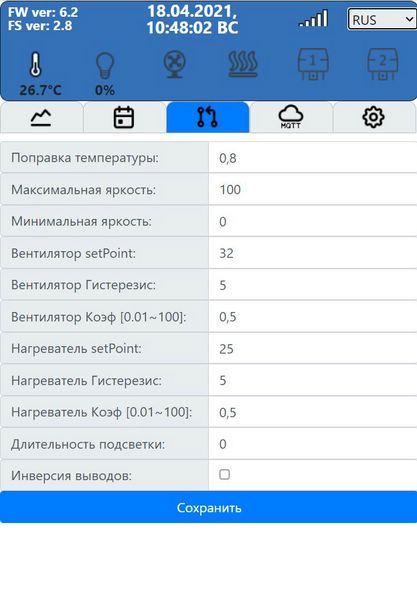 FW ver: 6.2
FS ver: 2.8
18.04.2021,
10:48:02 ВС
RUS
26.7°C
0%
1
2
MQTT
Поправка температуры:
0,8
Максимальная яркость:
100
Минимальная яркость:
0
Вентилятор setPoint:
32
Вентилятор Гистерезис:
5
Вентилятор Коэф [0.01~100]:
0,5
Нагреватель setPoint:
25
Нагреватель Гистерезис:
5
Нагреватель Коэф [0.01~100]:
0,5
Длительность подсветки:
0
Инверсия выводов:
Сохранить